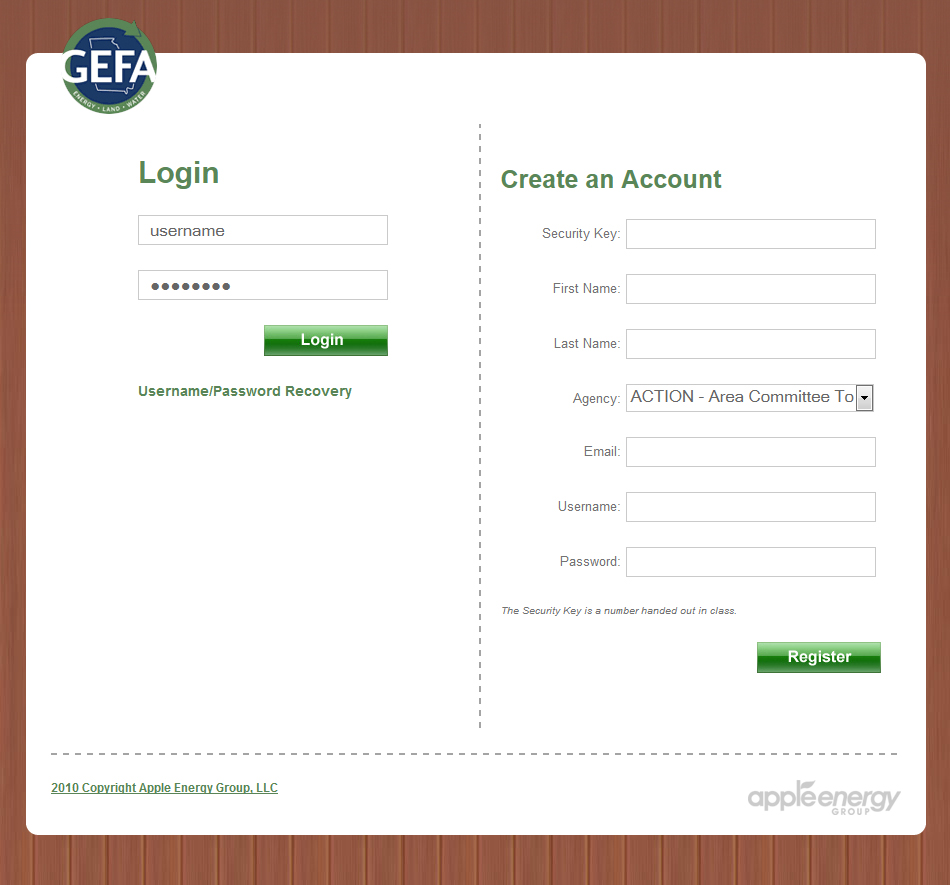 GEFA
ENERGY • LAND • WATER
Login
username
●●●●●●●●
Login
Username/Password Recovery
Create an Account
Security Key:
First Name:
Last Name:
Agency: ACTION - Area Committee To
Email:
Username:
Password:
The Security Key is a number handed out in class.
Register
2010 Copyright Apple Energy Group, LLC
apple energy
GROUP